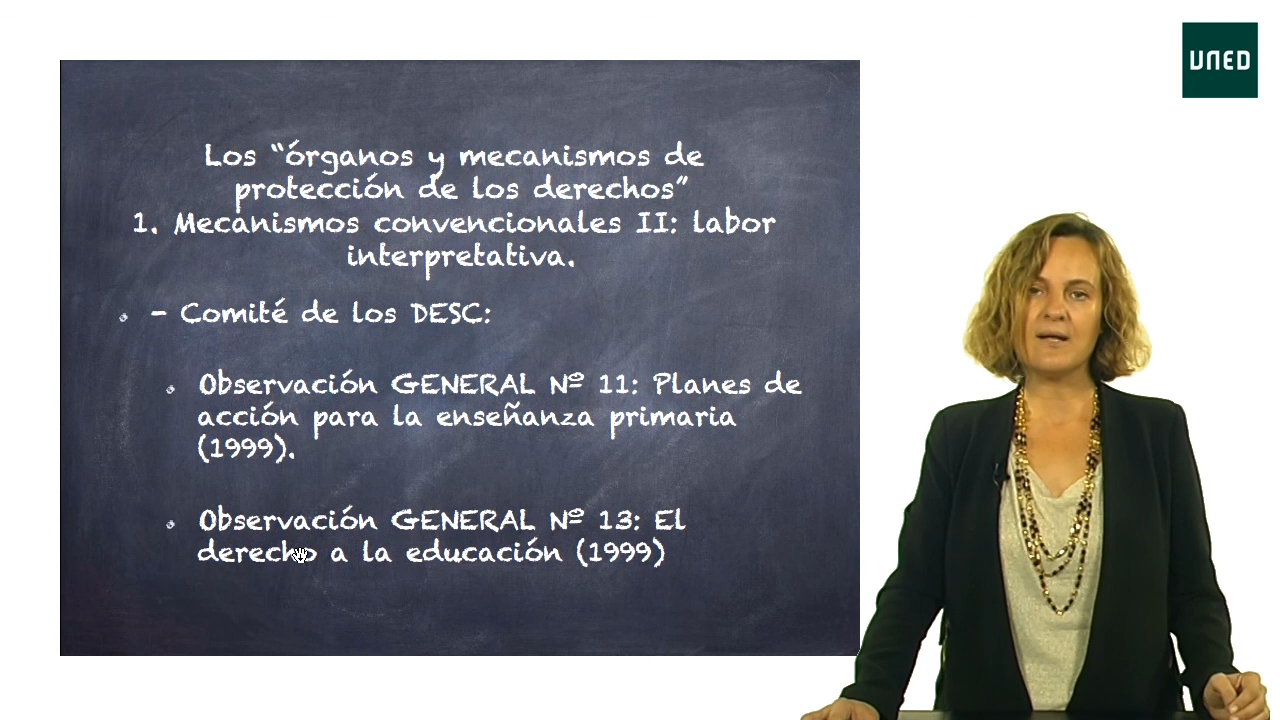 UNED
Los “órganos y mecanismos de
protección de los derechos”
1. Mecanismos convencionales II: labor
interpretativa.
- Comité de los DESC:
Observación GENERAL Nº 11: Planes de
acción para la enseñanza primaria
(1999).
Observación GENERAL Nº 13: El
derecho a la educación (1999)